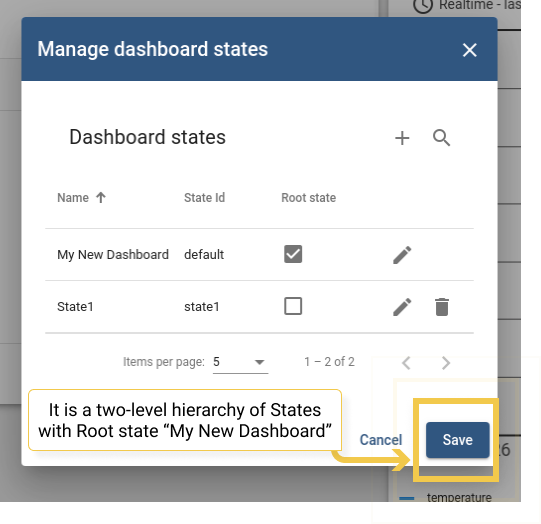 Realtime - las
Manage dashboard states
Dashboard states
Name State Id Root state
My New Dashboard default
State1 state1
Items per page: 5 1 – 2 of 2
It is a two-level hierarchy of States
with Root state “My New Dashboard”
Cancel Save
26
temperature